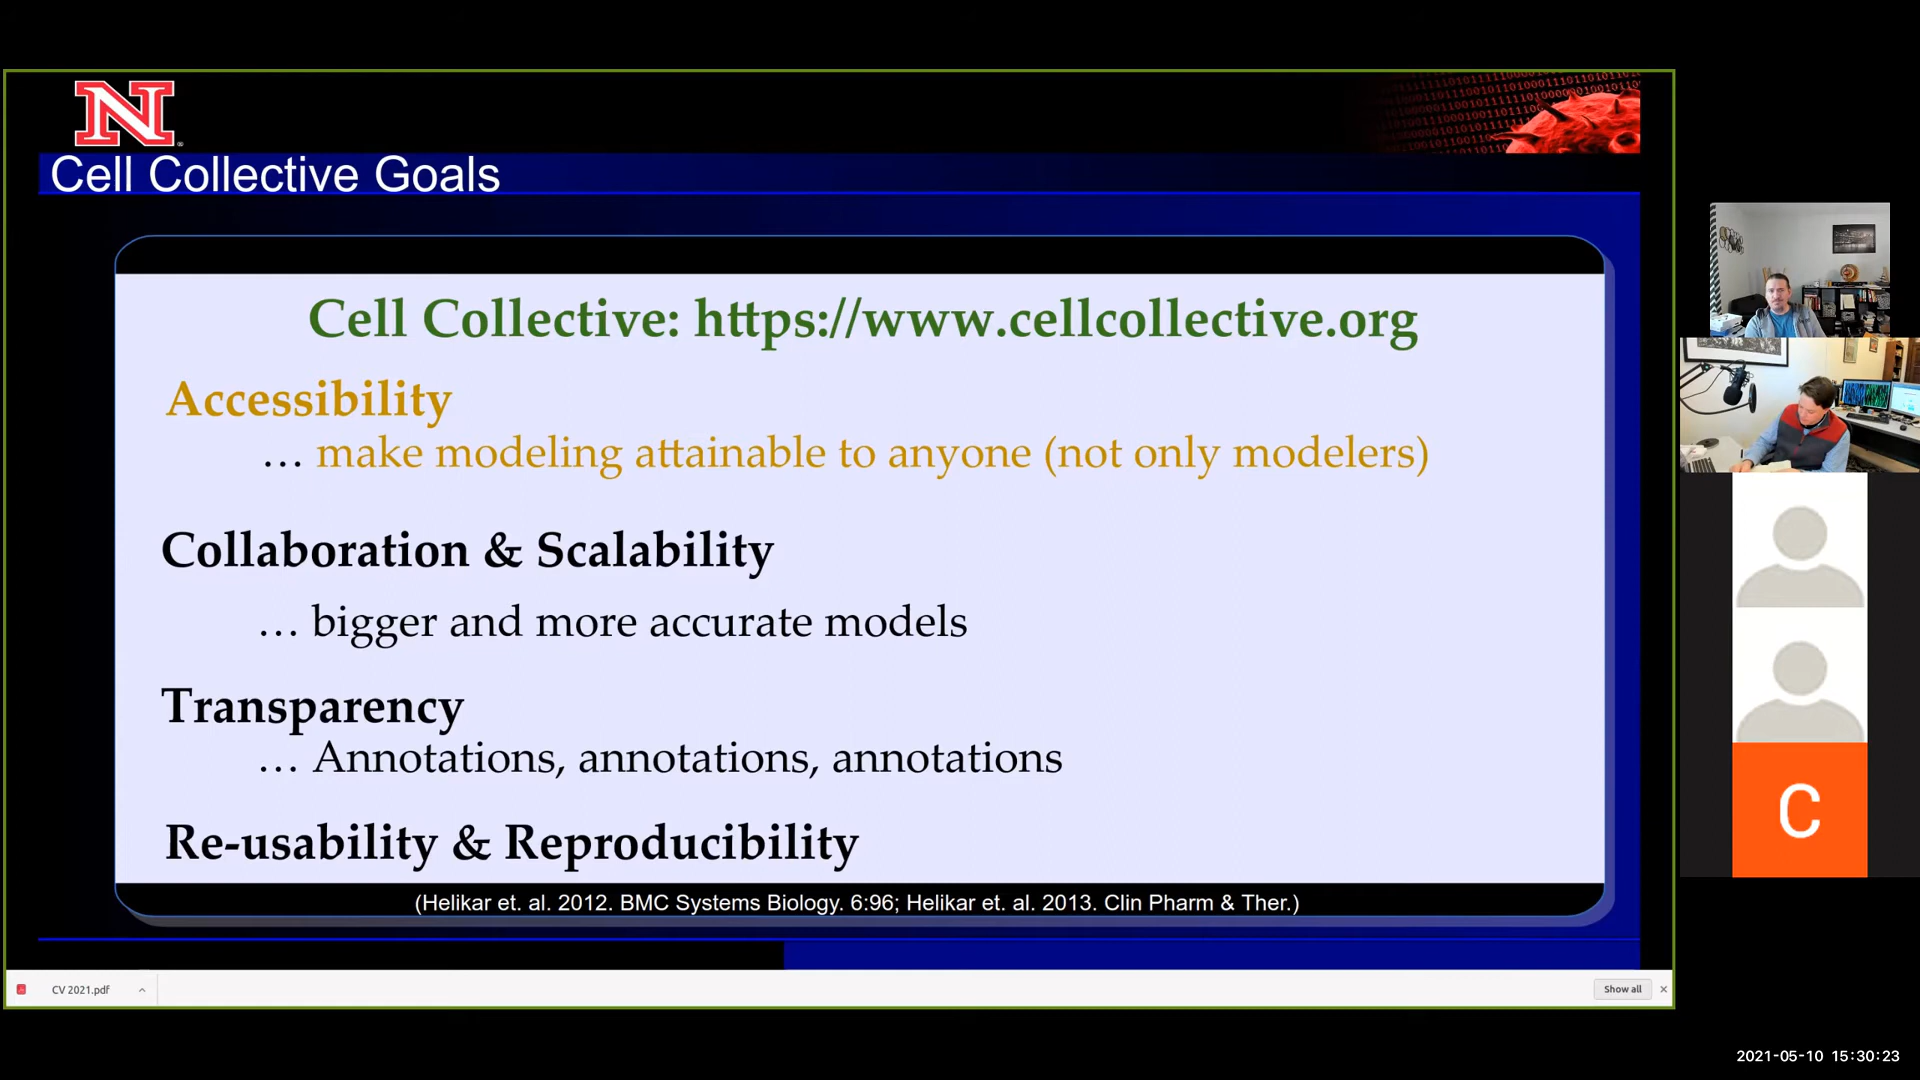 N
Cell Collective Goals
Cell Collective: https://www.cellcollective.org
Accessibility
… make modeling attainable to anyone (not only modelers)
Collaboration & Scalability
… bigger and more accurate models
Transparency
… Annotations, annotations, annotations
Re-usability & Reproducibility
(Helikar et. al. 2012. BMC Systems Biology. 6:96; Helikar et. al. 2013. Clin Pharm & Ther.)
CV 2021.pdf
Show all
C
2021-05-10 15:30:23